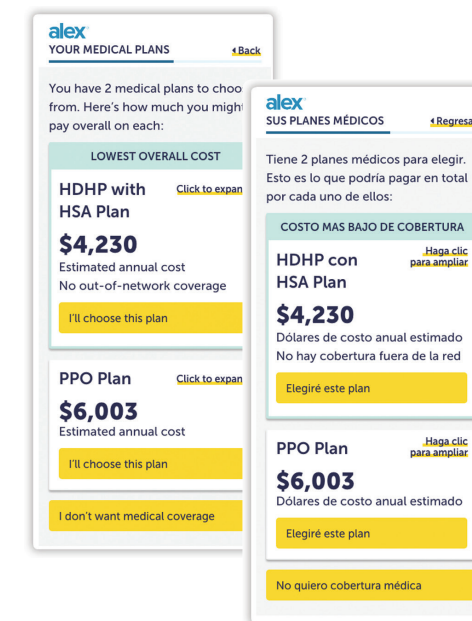 alex
YOUR MEDICAL PLANS
Back
You have 2 medical plans to
from. Here's how much you
pay overall on each:
LOWEST OVERALL COST
HDHP with
HSA Plan
Click to
$4,230
Estimated annual cost
No out-of-network coverage
I'll choose this plan
PPO Plan
Click to
$6,003
Estimated annual cost
I'll choose this plan
I don't want medical coverage
alex
SUS PLANES MÉDICOS
Tiene 2 planes médicos para elegir.
Esto es lo que podría pagar en total
por cada uno de ellos:
COSTO MAS BAJO DE COBERTURA
HDHP con
HSA Plan
Haga clic
para ampliar
$4,230
Dólares de costo anual estimado
No hay cobertura fuera de la red
Elegiré este plan
PPO Plan
Haga clic
para ampliar
$6,003
Dólares de costo anual estimado
Elegiré este plan
No quiero cobertura médica